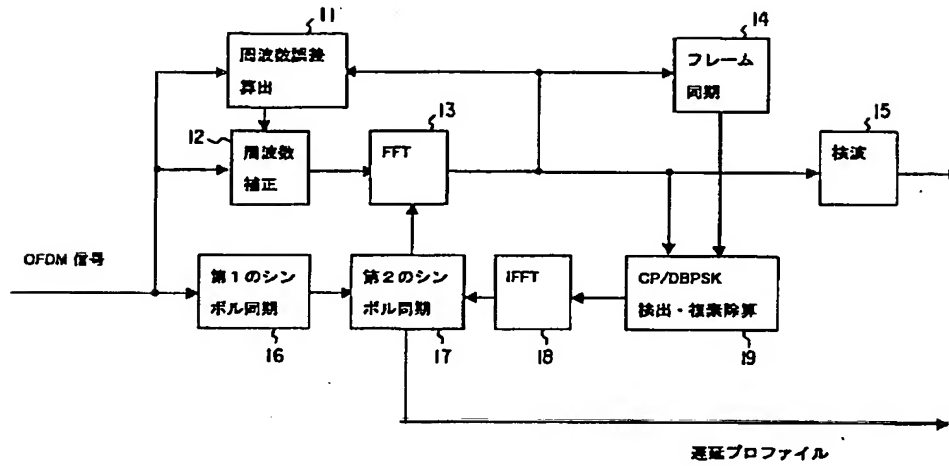 11
周波数誤差
算出
14
フレーム
同期
12
周波数
補正
13
FFT
15
検波
OFDM 信号
第1のシン
ボル同期
16
第2のシン
ボル同期
17
IFFT
18
CP/DBPSK
検出・複素除算
19
遅延プロファイル